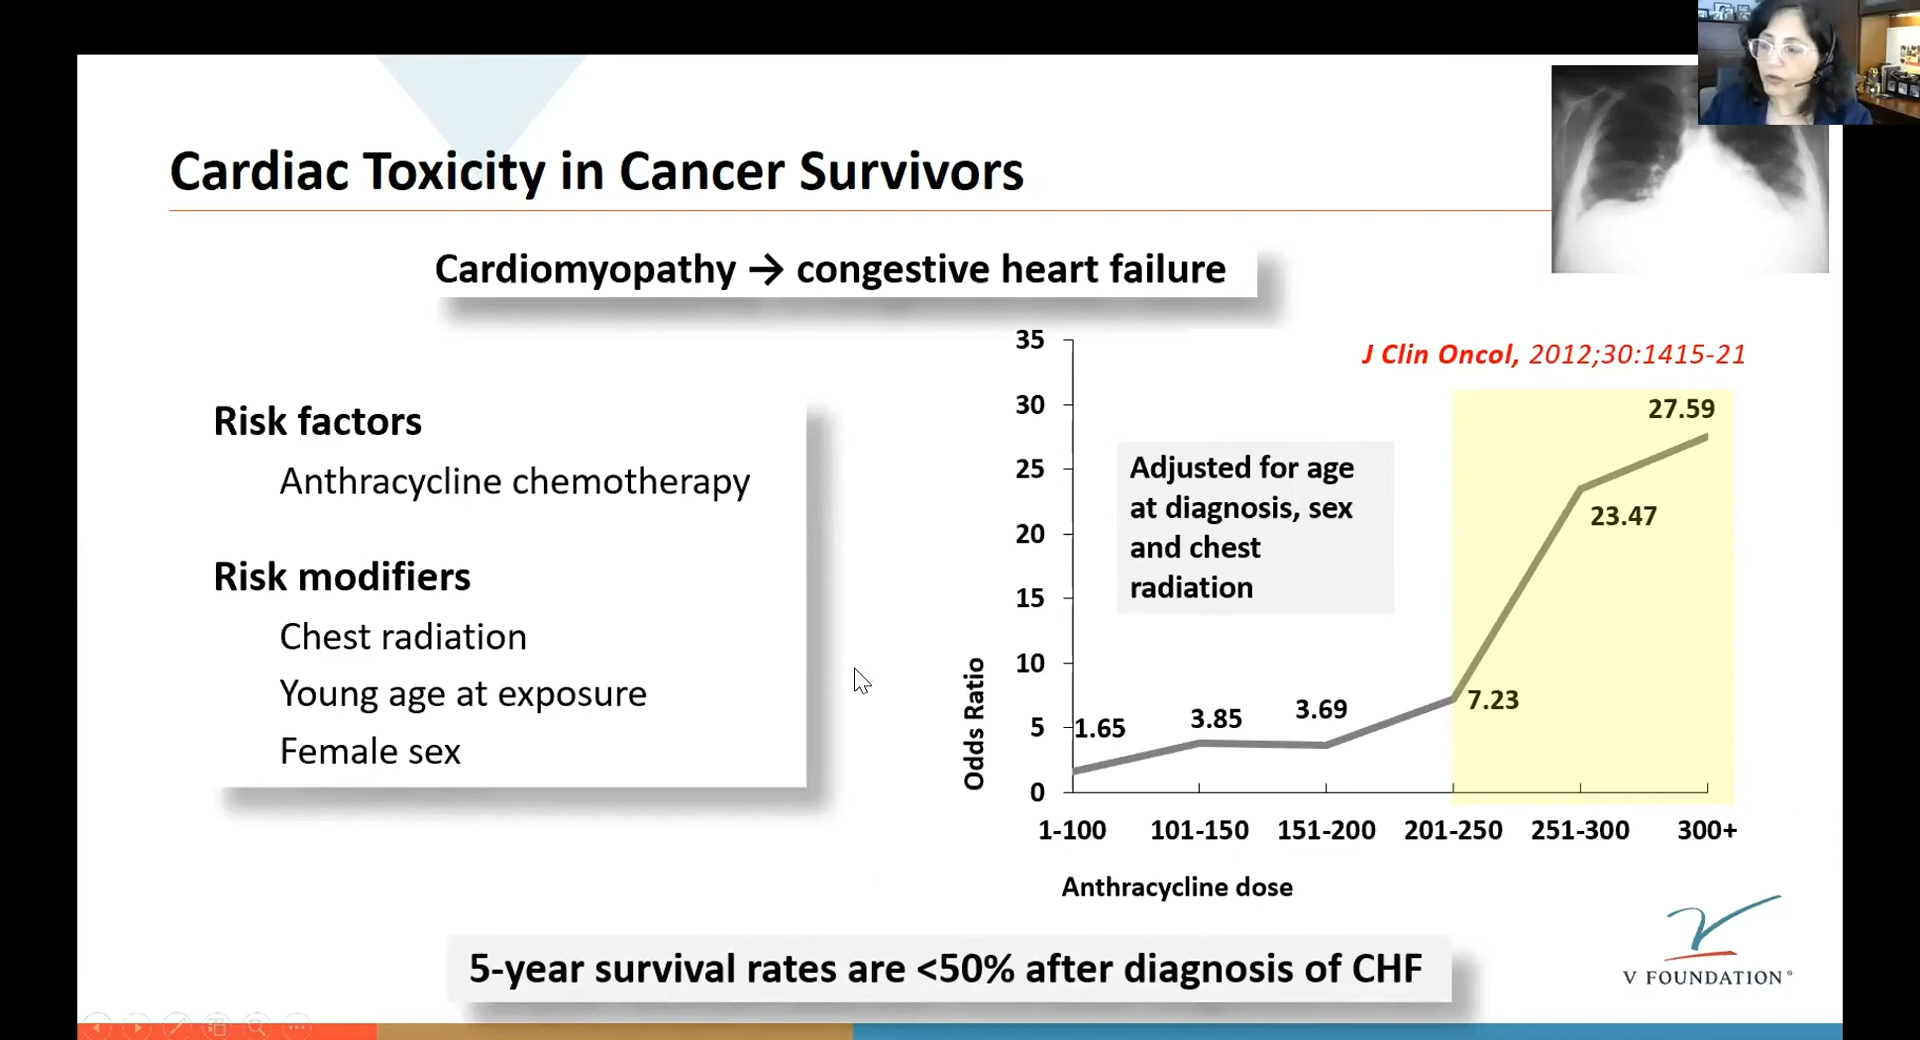 Cardiac Toxicity in Cancer Survivors
Cardiomyopathy → congestive heart failure
Risk factors
Anthracycline chemotherapy
Risk modifiers
Chest radiation
Young age at exposure
Female sex
J Clin Oncol, 2012;30:1415-21
35
30
25
20
15
10
5
0
Odds Ratio
Adjusted for age
at diagnosis, sex
and chest
radiation
1.65
3.85
3.69
7.23
23.47
27.59
1-100 101-150 151-200 201-250 251-300 300+
Anthracycline dose
5-year survival rates are <50% after diagnosis of CHF
V FOUNDATION®